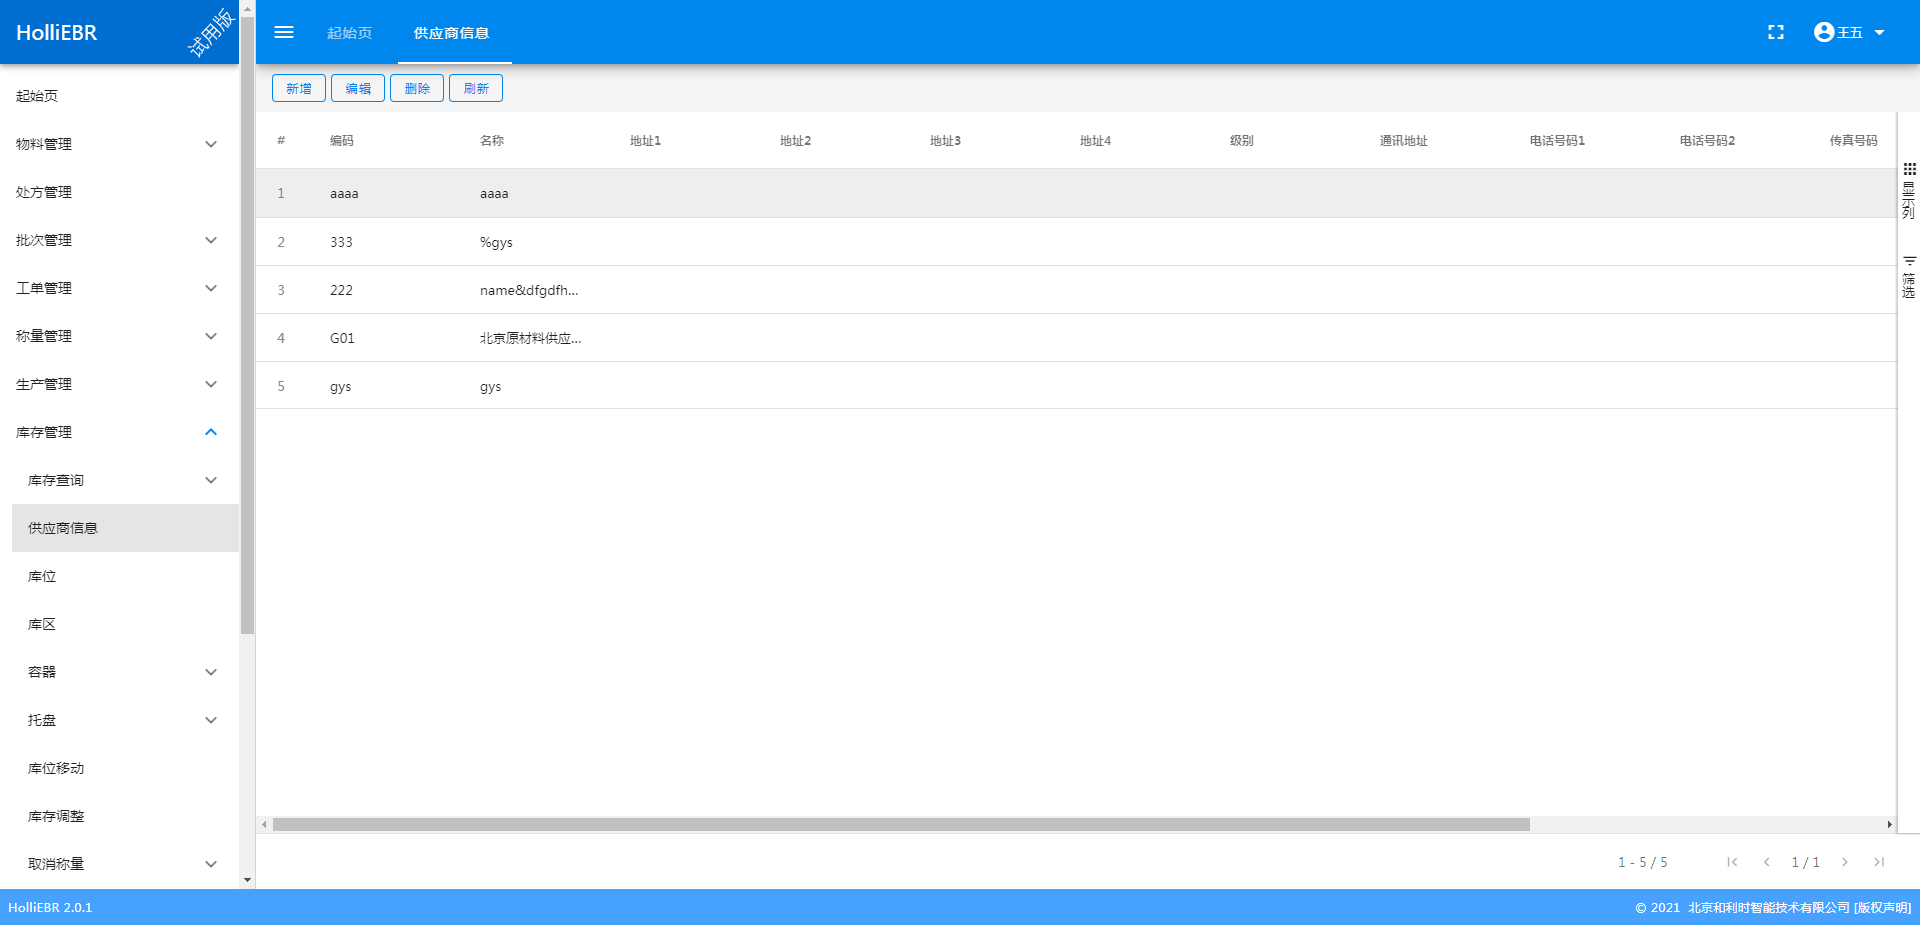 HolliEBR
试用版
起始页
供应商信息
王五
起始页
物料管理
处方管理
批次管理
工单管理
称量管理
生产管理
库存管理
库存查询
供应商信息
库位
库区
容器
托盘
库位移动
库存调整
取消称量
新增 编辑 删除 刷新
# 编码 名称 地址1 地址2 地址3 地址4 级别 通讯地址 电话号码1 电话号码2 传真号码
1 aaaa aaaa
2 333 %gys
3 222 name&dfgdfh...
4 G01 北京原材料供应...
5 gys gys
显示列
筛选
1 - 5 / 5
1 / 1
HolliEBR 2.0.1
© 2021 北京和利时智能技术有限公司 [版权声明]